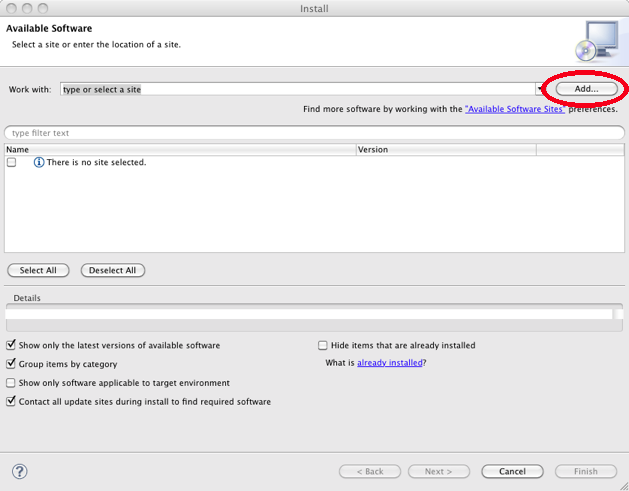 Install
Available Software
Select a site or enter the location of a site.
Work with: type or select a site Add...
Find more software by working with the "Available Software Sites" preferences.
type filter text
Name Version
There is no site selected.
Select All Deselect All
Details
Show only the latest versions of available software Hide items that are already installed
Group items by category What is already installed?
Show only software applicable to target environment
Contact all update sites during install to find required software
? < Back Next > Cancel Finish